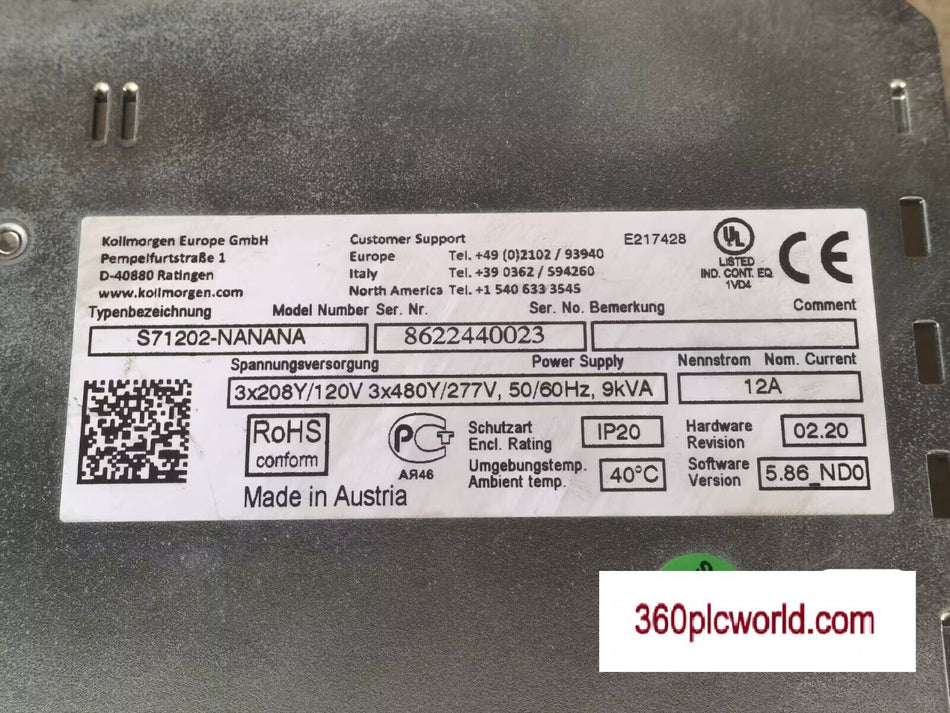 Kollmorgen Europe GmbH
Pempelfurtstraße 1
D-40880 Ratingen
www.kollmorgen.com
Customer Support
Europe Tel. +49 (0)2102 / 93940
Italy Tel. +39 0362 / 594260
North America Tel. +1 540 633 3545
E217428
UL
LISTED
IND. CONT. EQ
1VD4
CE
Typenbezeichnung Model Number Ser. Nr. Ser. No. Bemerkung Comment
S71202-NANANA 8622440023
Spannungsversorgung Power Supply Nennstrom Nom. Current
3x208Y/120V 3x480Y/277V, 50/60Hz, 9kVA 12A
RoHS
conform
Made in Austria
РСТ
АЯ46
Schutzart
Encl. Rating
IP20
Umgebungstemp.
Ambient temp.
40°C
Hardware
Revision
02.20
Software
Version
5.86_ND0
360plcworld.com